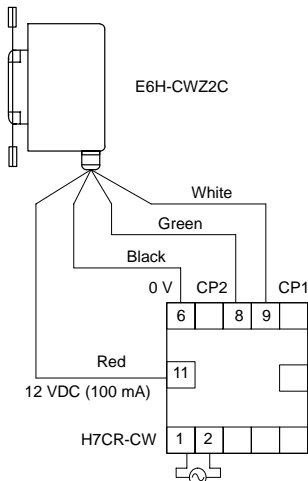 E6H-CWZ2C
White
Green
Black
0 V CP2 CP1
6 8 9
Red
11
12 VDC (100 mA)
H7CR-CW
1 2